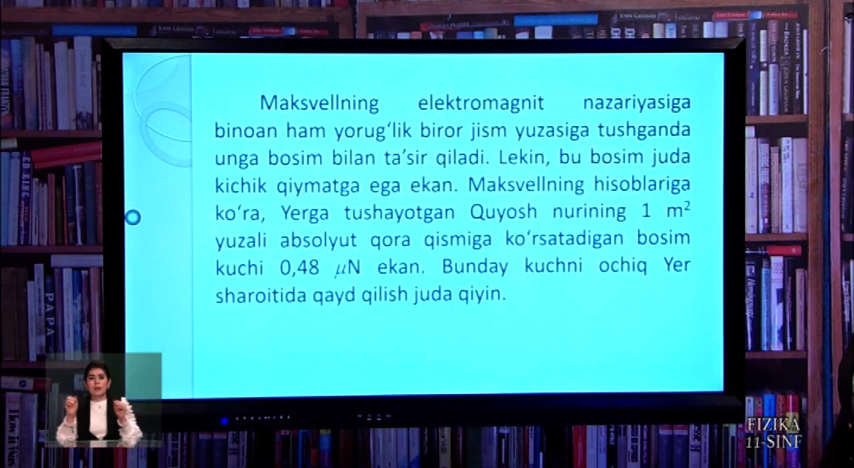 Maksvellning elektromagnit nazariyasiga
binoan ham yorug‘lik biror jism yuzasiga tushganda
unga bosim bilan ta’sir qiladi. Lekin, bu bosim juda
kichik qiymatga ega ekan. Maksvellning hisoblariga
ko‘ra, Yerga tushayotgan Quyosh nurining 1 m²
yuzali absolyut qora qismiga ko‘rsatadigan bosim
kuchi 0,48 μN ekan. Bunday kuchni ochiq Yer
sharoitida qayd qilish juda qiyin.
PAPA
FIZIKA
11-SINF